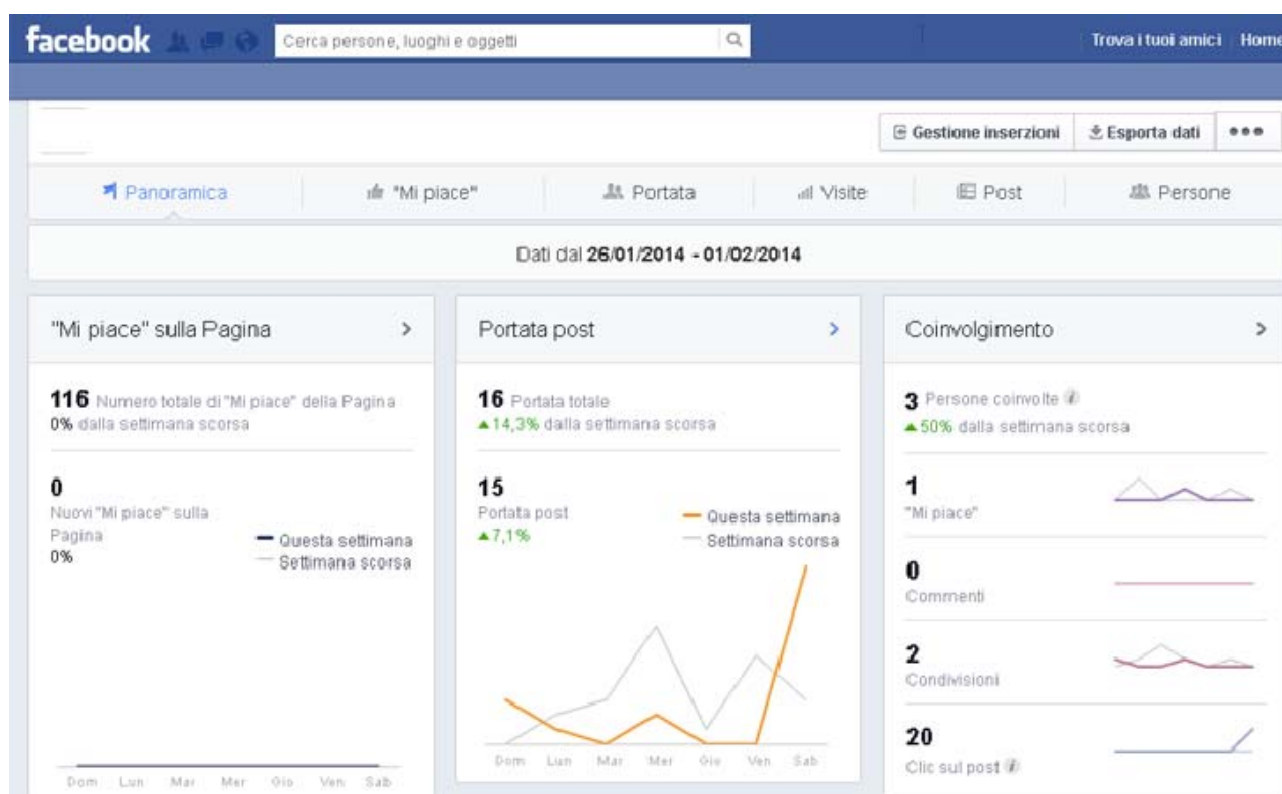 facebook
Cerca persone, luoghi e oggetti
Trova i tuoi amici Home
Gestione inserzioni Esporta dati
Panoramica "Mi piace" Portata Visite Post Persone
Dati dal 26/01/2014 - 01/02/2014
"Mi piace" sulla Pagina
116 Numero totale di "Mi piace" della Pagina
0% dalla settimana scorsa
0
Nuovi "Mi piace" sulla
Pagina
0%
Questa settimana
Settimana scorsa
Dom Lun Mar Mer Gio Ven Sab
Portata post
16 Portata totale
14,3% dalla settimana scorsa
15
Portata post
7,1%
Questa settimana
Settimana scorsa
Dom Lun Mar Mer Gio Ven Sab
Coinvolgimento
3 Persone coinvolte
50% dalla settimana scorsa
1
"Mi piace"
0
Commenti
2
Condivisioni
20
Clic sul post